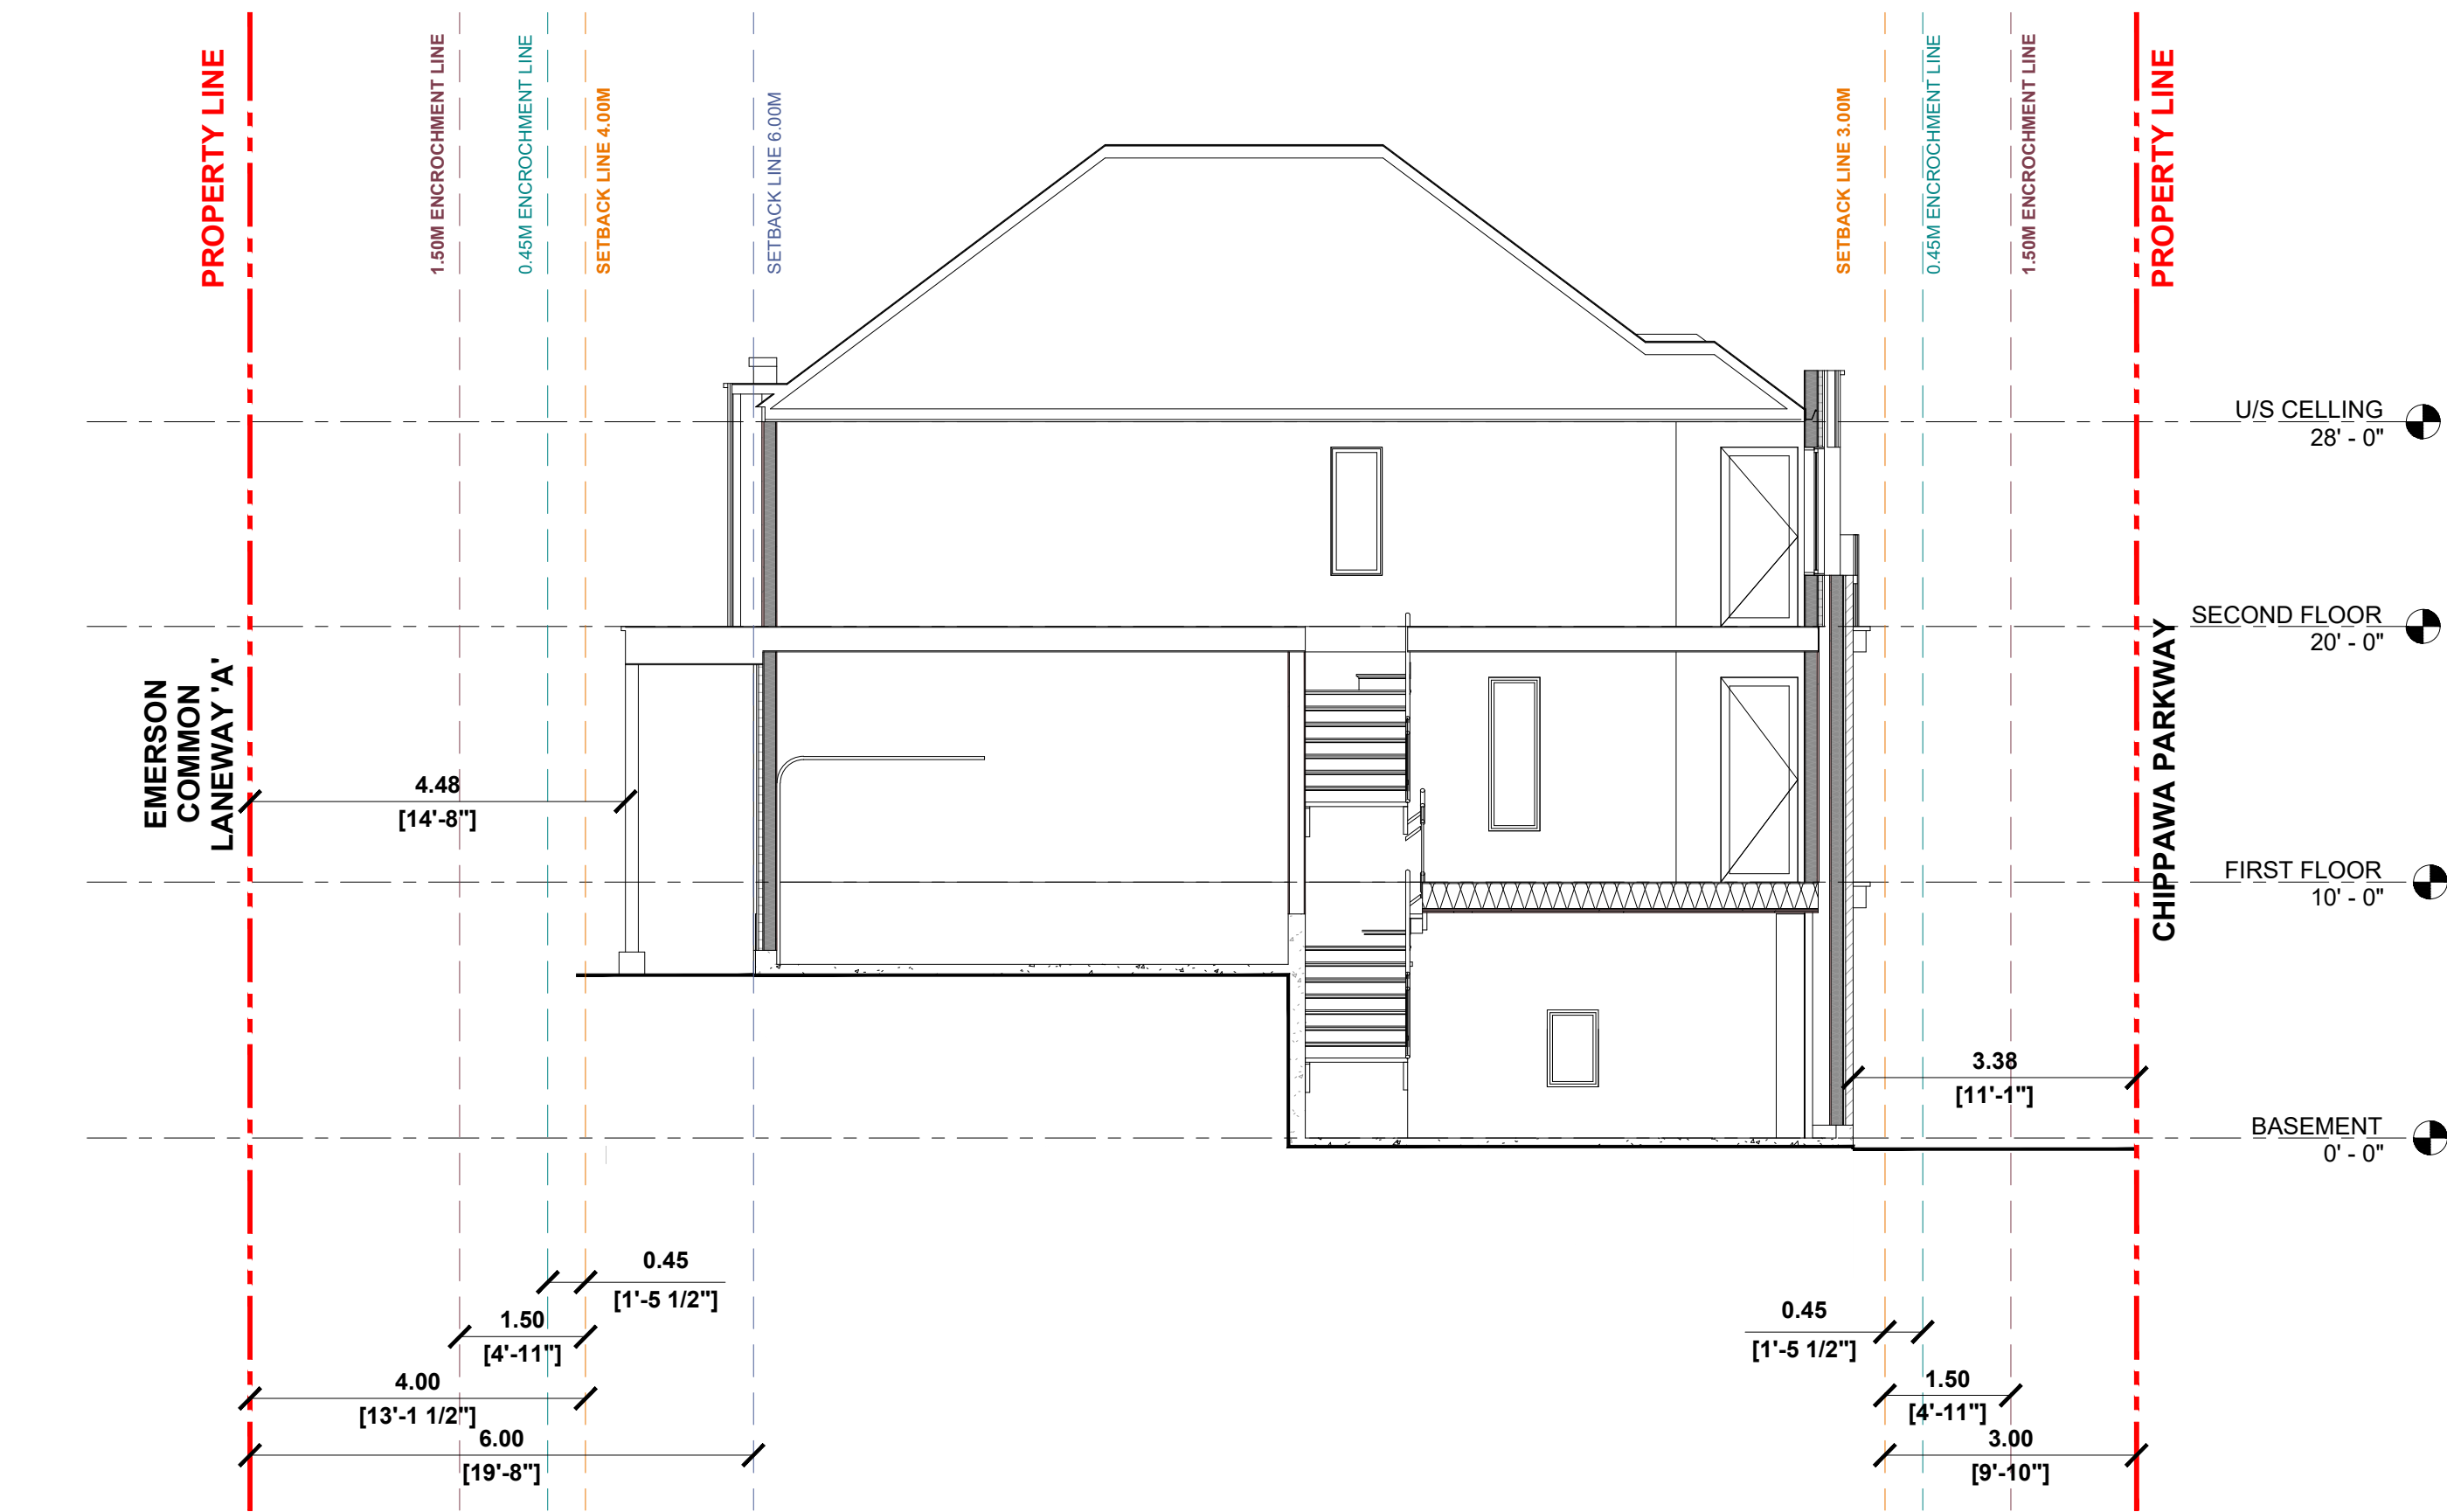 PROPERTY LINE
1.50M ENCROCHMENT LINE
0.45M ENCROCHMENT LINE
SETBACK LINE 4.00M
SETBACK LINE 6.00M
SETBACK LINE 3.00M
0.45M ENCROCHMENT LINE
1.50M ENCROCHMENT LINE
PROPERTY LINE
U/S CELLING
28' - 0"
SECOND FLOOR
20' - 0"
EMERSON
COMMON
LANEWAY 'A'
CHIPPAWA PARKWAY
4.48
[14'-8"]
FIRST FLOOR
10' - 0"
3.38
[11'-1"]
BASEMENT
0' - 0"
0.45
[1'-5 1/2"]
1.50
[4'-11"]
4.00
[13'-1 1/2"]
6.00
[19'-8"]
0.45
[1'-5 1/2"]
1.50
[4'-11"]
3.00
[9'-10"]